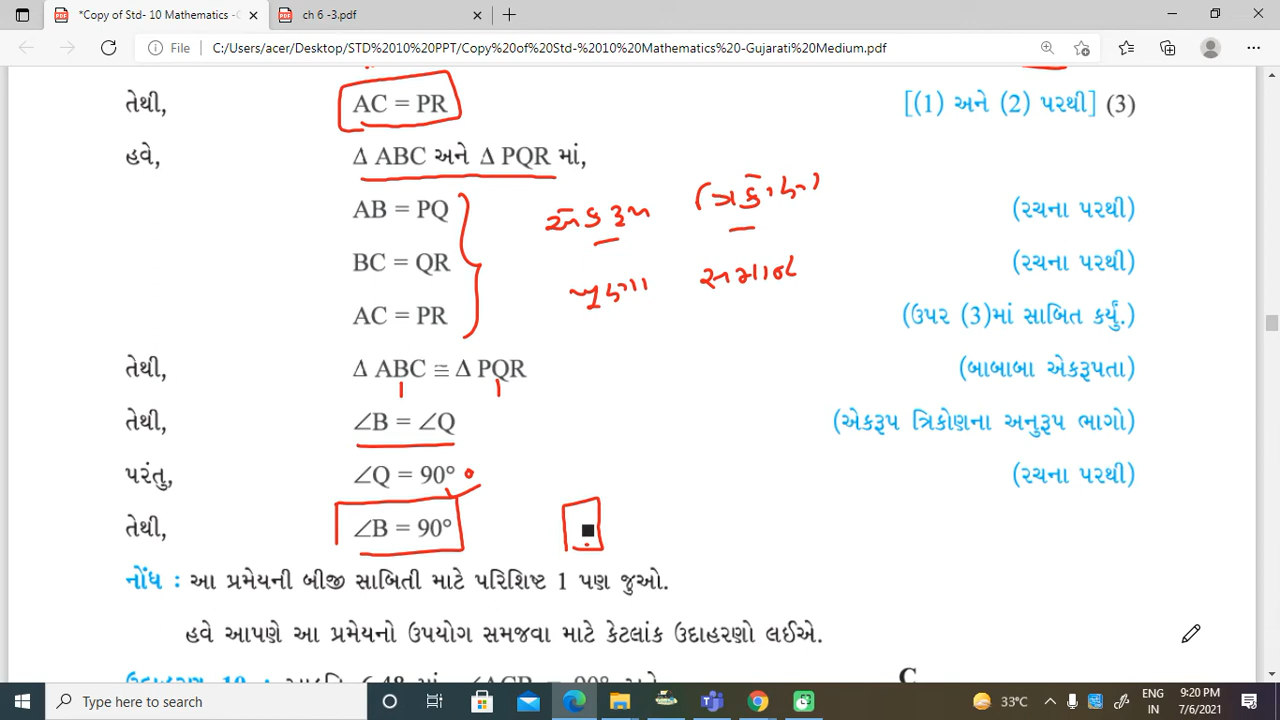 *Copy of Std- 10 Mathematics -G
ch 6 -3.pdf
File
C:/Users/acer/Desktop/STD%2010%20PPT/Copy%20of%20Std-%2010%20Mathematics%20-Gujarati%20Medium.pdf
તેથી, AC = PR [(1) અને (2) પરથી] (3)
હવે, Δ ABC અને Δ PQR માં,
AB = PQ (રચના પરથી)
એકરૂપ ત્રિકોણ
BC = QR (રચના પરથી)
ખૂણા સમાન
AC = PR (ઉપર (3)માં સાબિત કર્યું.)
તેથી, Δ ABC ≅ Δ PQR (બાબાબા એકરૂપતા)
તેથી, ∠B = ∠Q (એકરૂપ ત્રિકોણના અનુરૂપ ભાગો)
પરંતુ, ∠Q = 90° (રચના પરથી)
તેથી, ∠B = 90° ■
નોંધ : આ પ્રમેયની બીજી સાબિતી માટે પરિશિષ્ટ 1 પણ જુઓ.
હવે આપણે આ પ્રમેયનો ઉપયોગ સમજવા માટે કેટલાંક ઉદાહરણો લઈએ.
C
Type here to search
33°C
ENG
IN
9:20 PM
7/6/2021